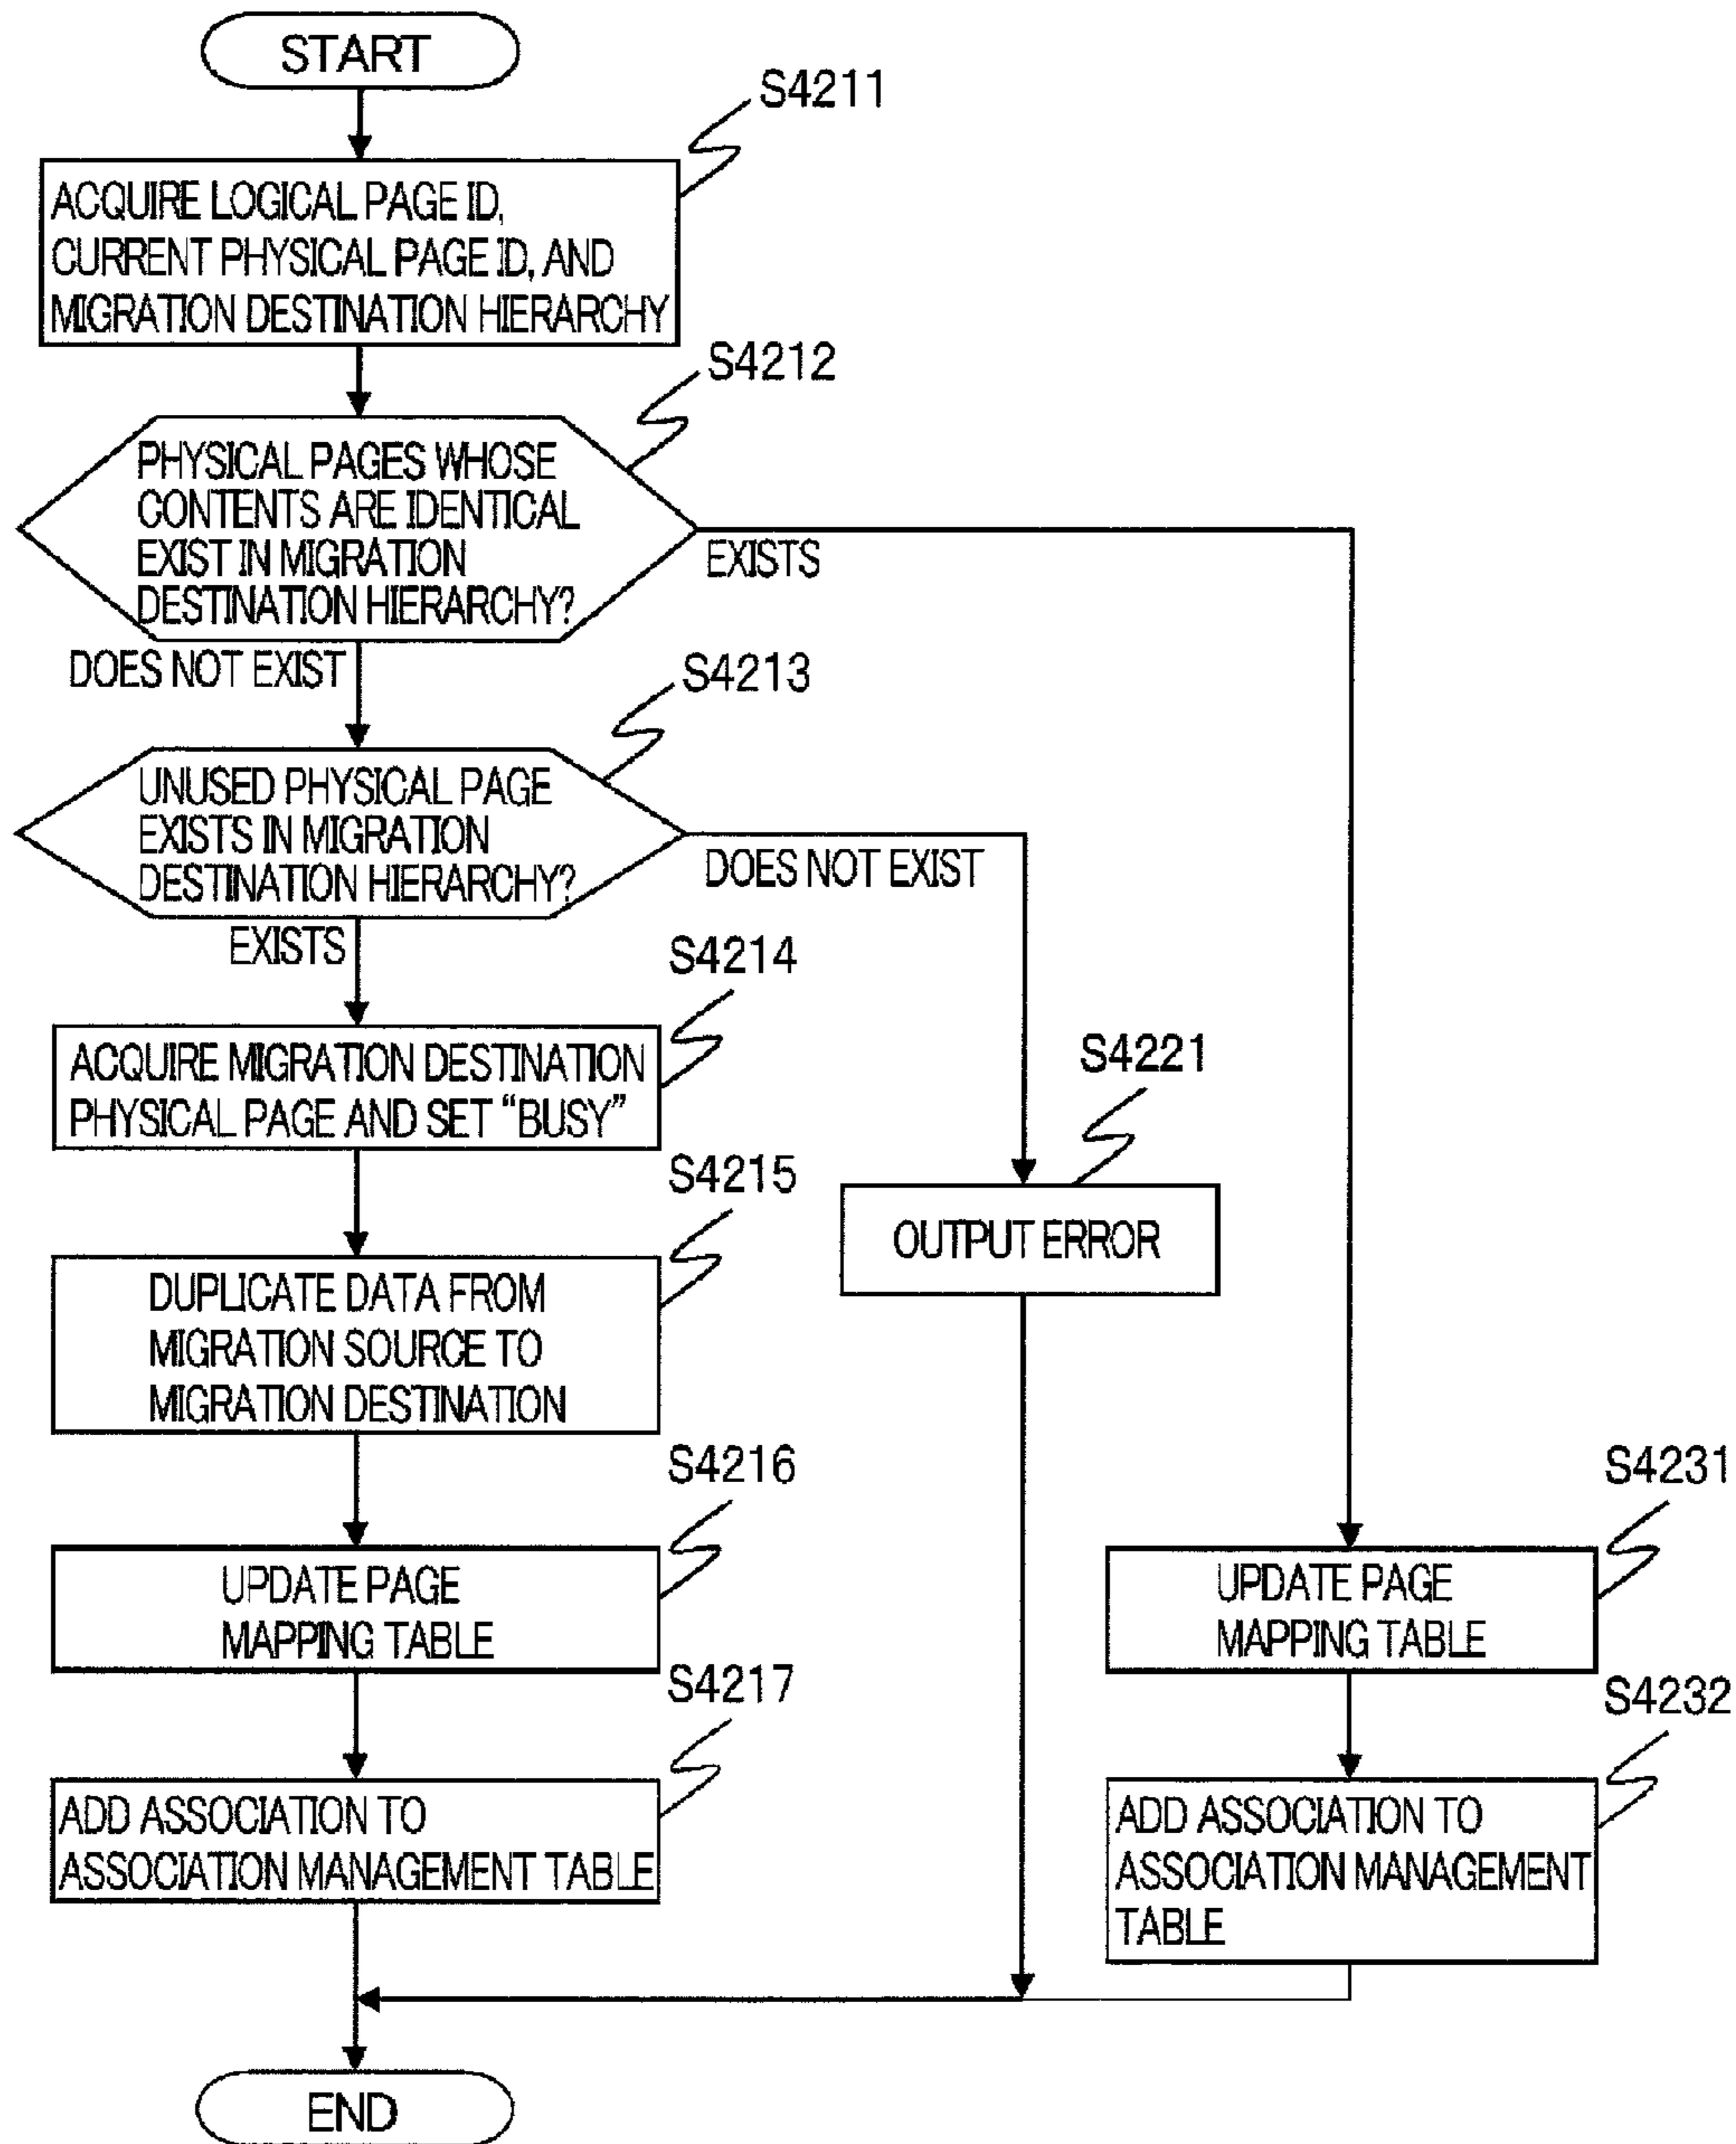 START
S4211
ACQUIRE LOGICAL PAGE ID,
CURRENT PHYSICAL PAGE ID, AND
MIGRATION DESTINATION HIERARCHY
S4212
PHYSICAL PAGES WHOSE
CONTENTS ARE IDENTICAL
EXIST IN MIGRATION
DESTINATION HIERARCHY?
EXISTS
DOES NOT EXIST
S4213
UNUSED PHYSICAL PAGE
EXISTS IN MIGRATION
DESTINATION HIERARCHY?
DOES NOT EXIST
EXISTS
S4214
ACQUIRE MIGRATION DESTINATION
PHYSICAL PAGE AND SET “BUSY”
S4221
OUTPUT ERROR
S4215
DUPLICATE DATA FROM
MIGRATION SOURCE TO
MIGRATION DESTINATION
S4216
UPDATE PAGE
MAPPING TABLE
S4231
UPDATE PAGE
MAPPING TABLE
S4217
ADD ASSOCIATION TO
ASSOCIATION MANAGEMENT TABLE
S4232
ADD ASSOCIATION TO
ASSOCIATION MANAGEMENT
TABLE
END